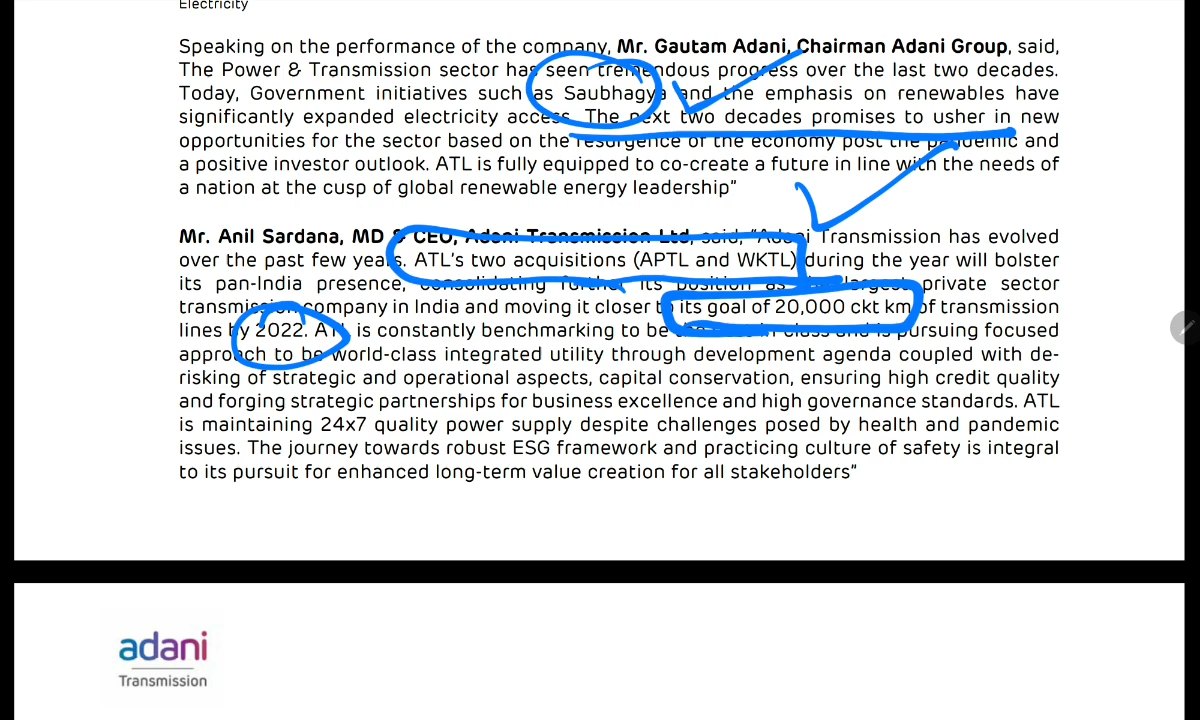 Electricity
Speaking on the performance of the company, Mr. Gautam Adani, Chairman Adani Group, said,
The Power & Transmission sector has seen tremendous progress over the last two decades.
Today, Government initiatives such as Saubhagya and the emphasis on renewables have
significantly expanded electricity access. The next two decades promises to usher in new
opportunities for the sector based on the resurgence of the economy post the pandemic and
a positive investor outlook. ATL is fully equipped to co-create a future in line with the needs of
a nation at the cusp of global renewable energy leadership”
Mr. Anil Sardana, MD & CEO, Adani Transmission Ltd, said, “Adani Transmission has evolved
over the past few years. ATL’s two acquisitions (APTL and WKTL) during the year will bolster
its pan-India presence, consolidating further its position as the largest private sector
transmission company in India and moving it closer to its goal of 20,000 ckt km of transmission
lines by 2022. ATL is constantly benchmarking to be the best in class and is pursuing focused
approach to be world-class integrated utility through development agenda coupled with de-
risking of strategic and operational aspects, capital conservation, ensuring high credit quality
and forging strategic partnerships for business excellence and high governance standards. ATL
is maintaining 24x7 quality power supply despite challenges posed by health and pandemic
issues. The journey towards robust ESG framework and practicing culture of safety is integral
to its pursuit for enhanced long-term value creation for all stakeholders”
adani
Transmission